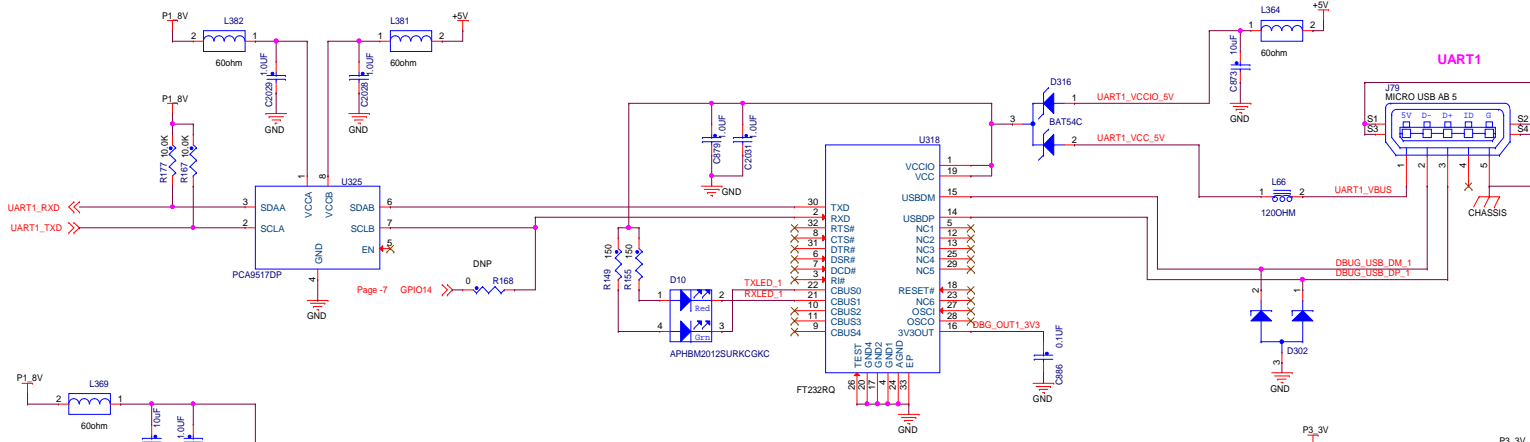 P1_8V
L382
2
1
60ohm
1.0UF
C2029
GND
L381
1
2
+5V
60ohm
1.0UF
C2028
GND
P1_8V
10.0K
10.0K
R177
R167
1
8
U325
VCCA
VCCB
UART1_RXD
3
SDAA
SDAB
6
UART1_TXD
2
SCLA
SCLB
7
EN
5
GND
PCA9517DP
4
GND
DNP
Page -7
GPIO14
0
R168
C879
1.0UF
C2031
1.0UF
GND
150
150
R149
R155
D10
1
2
Red
4
3
Grn
APHBM2012SURKCGKC
TXLED_1
RXLED_1
U318
30
TXD
2
RXD
32
RTS#
8
CTS#
31
DTR#
6
DSR#
7
DCD#
3
RI#
22
CBUS0
21
CBUS1
10
CBUS2
11
CBUS3
9
CBUS4
VCCIO
1
VCC
19
USBDM
15
USBDP
14
NC1
5
NC2
12
NC3
13
NC4
25
NC5
29
RESET#
18
NC6
23
OSCI
27
OSCO
28
3V3OUT
16
DBG_OUT1_3V3
TEST
GND4
GND2
GND1
AGND
EP
26
20
17
4
24
33
FT232RQ
GND
0.1UF
C886
GND
D316
3
1
2
BAT54C
UART1_VCCIO_5V
UART1_VCC_5V
L364
1
2
+5V
60ohm
10uF
C873
GND
L66
1
2
120OHM
UART1_VBUS
UART1
J79
MICRO USB AB 5
S1
S3
5V
D-
D+
ID
G
S2
S4
1
2
3
4
5
CHASSIS
DBUG_USB_DM_1
DBUG_USB_DP_1
2
1
D302
3
GND
P1_8V
L369
2
1
60ohm
10uF
1.0UF
P3_3V
P3_3V